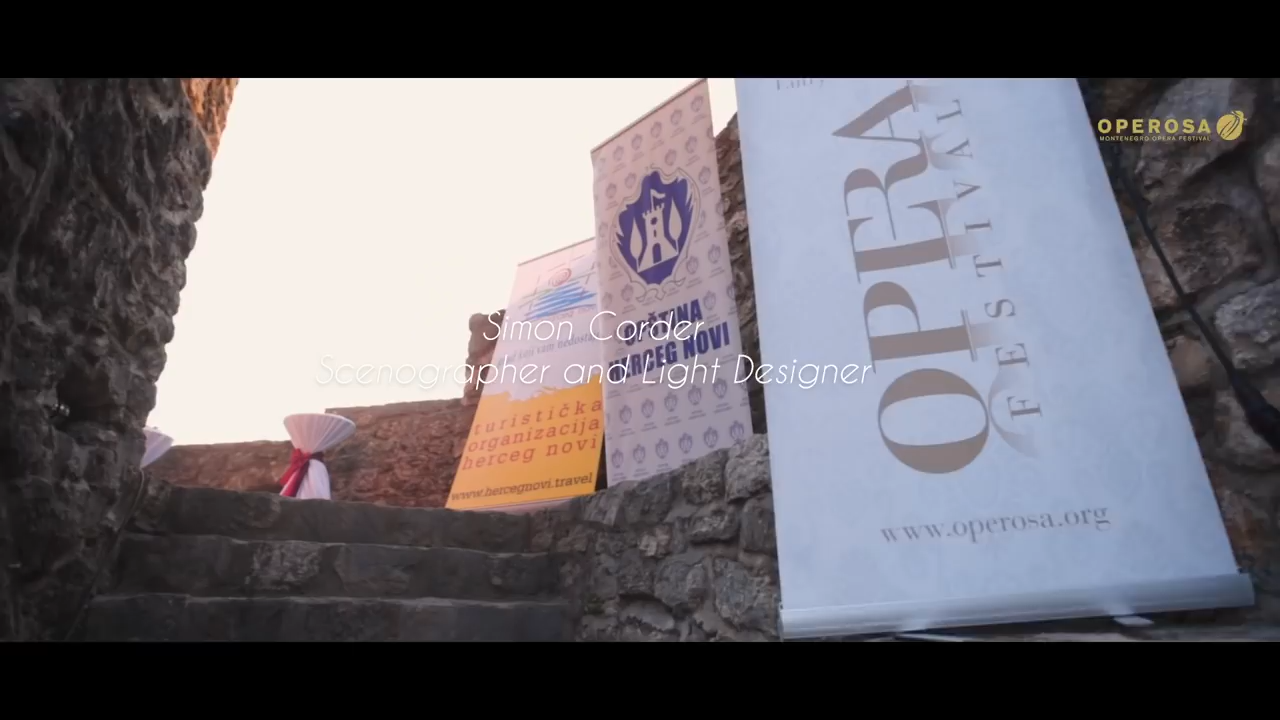 OPEROSA
MONTENEGRO OPERA FESTIVAL
OPERA
FESTIVAL
www.operosa.org
OPŠTINA
HERCEG NOVI
Simon Corder
Scenographer and Light Designer
turistička
organizacija
herceg novi
www.hercegnovi.travel